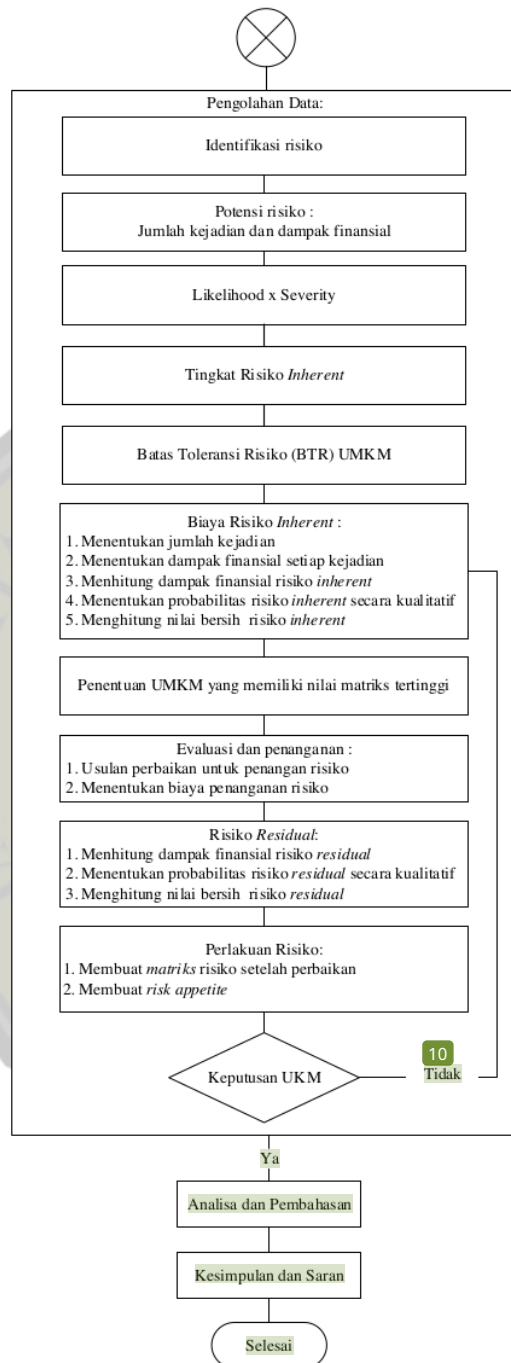 Pengolahan Data:
Identifikasi risiko
Potensi risiko :
Jumlah kejadian dan dampak finansial
Likelihood x Severity
Tingkat Risiko Inherent
Batas Toleransi Risiko (BTR) UMKM
Biaya Risiko Inherent :
1. Menentukan jumlah kejadian
2. Menentukan dampak finansial setiap kejadian
3. Menhitung dampak finansial risiko inherent
4. Menentukan probabilitas risiko inherent secara kualitatif
5. Menghitung nilai bersih risiko inherent
Penentuan UMKM yang memiliki nilai matriks tertinggi
Evaluasi dan penanganan :
1. Usulan perbaikan untuk penangan risiko
2. Menentukan biaya penanganan risiko
Risiko Residual:
1. Menhitung dampak finansial risiko residual
2. Menentukan probabilitas risiko residual secara kualitatif
3. Menghitung nilai bersih risiko residual
Perlakuan Risiko:
1. Membuat matriks risiko setelah perbaikan
2. Membuat risk appetite
Keputusan UKM
10
Tidak
Ya
Analisa dan Pembahasan
Kesimpulan dan Saran
Selesai